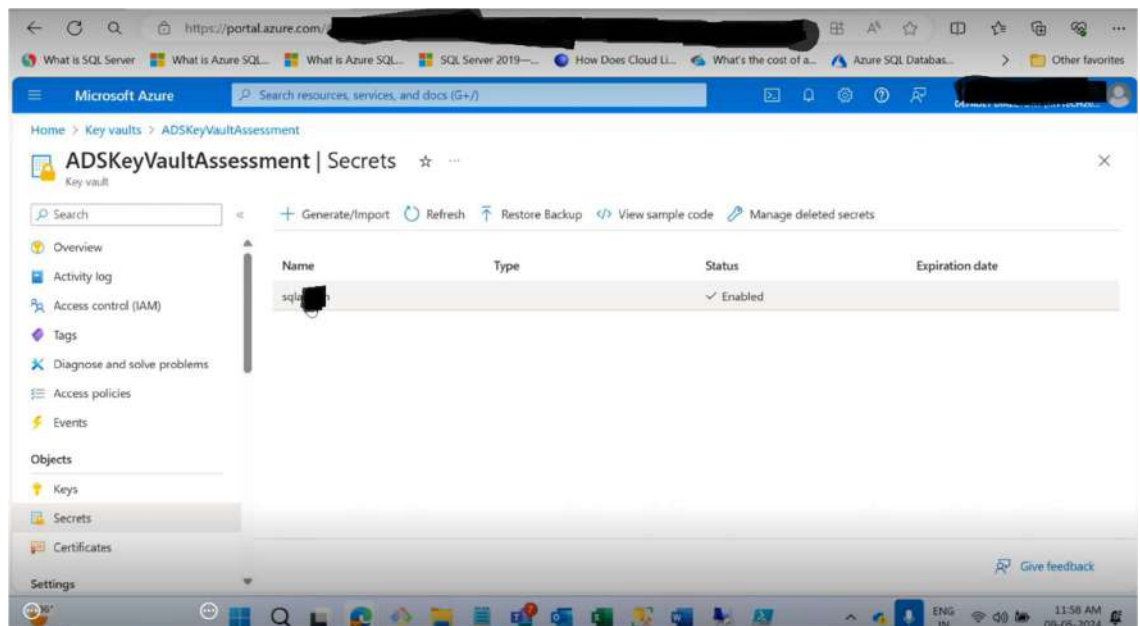 https://portal.azure.com/
What is SQL Server What is Azure SQL... What is Azure SQL... SQL Server 2019—... How Does Cloud Li... What's the cost of a... Azure SQL Databas... Other favorites
Microsoft Azure Search resources, services, and docs (G+/)
Home > Key vaults > ADSKeyVaultAssessment
ADSKeyVaultAssessment | Secrets
Key vault
Search
Generate/Import Refresh Restore Backup View sample code Manage deleted secrets
Overview
Activity log
Access control (IAM)
Tags
Diagnose and solve problems
Access policies
Events
Objects
Keys
Secrets
Certificates
Settings
Name Type Status Expiration date
Enabled
Give feedback
ENG
IN
11:58 AM
09-05-2024